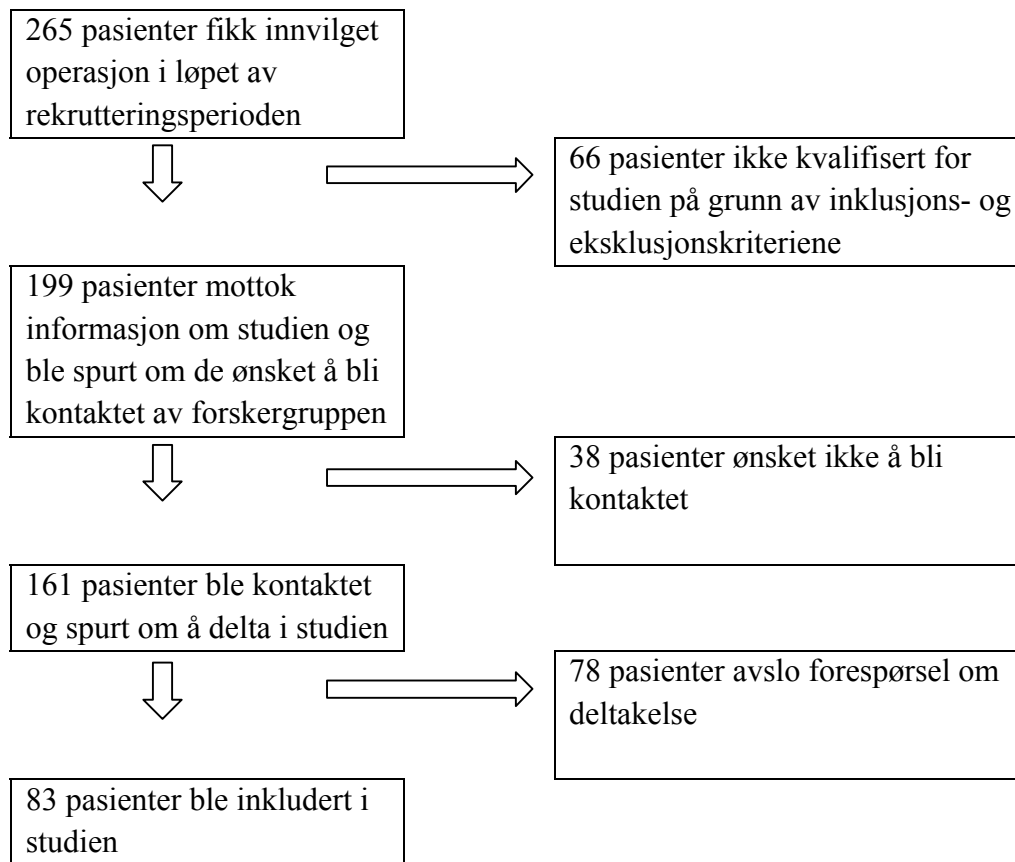 265 pasienter fikk innvilget
operasjon i løpet av
rekrutteringsperioden
66 pasienter ikke kvalifisert for
studien på grunn av inklusjons- og
eksklusjonskriteriene
199 pasienter mottok
informasjon om studien og
ble spurt om de ønsket å bli
kontaktet av forskergruppen
38 pasienter ønsket ikke å bli
kontaktet
161 pasienter ble kontaktet
og spurt om å delta i studien
78 pasienter avslo forespørsel om
deltakelse
83 pasienter ble inkludert i
studien